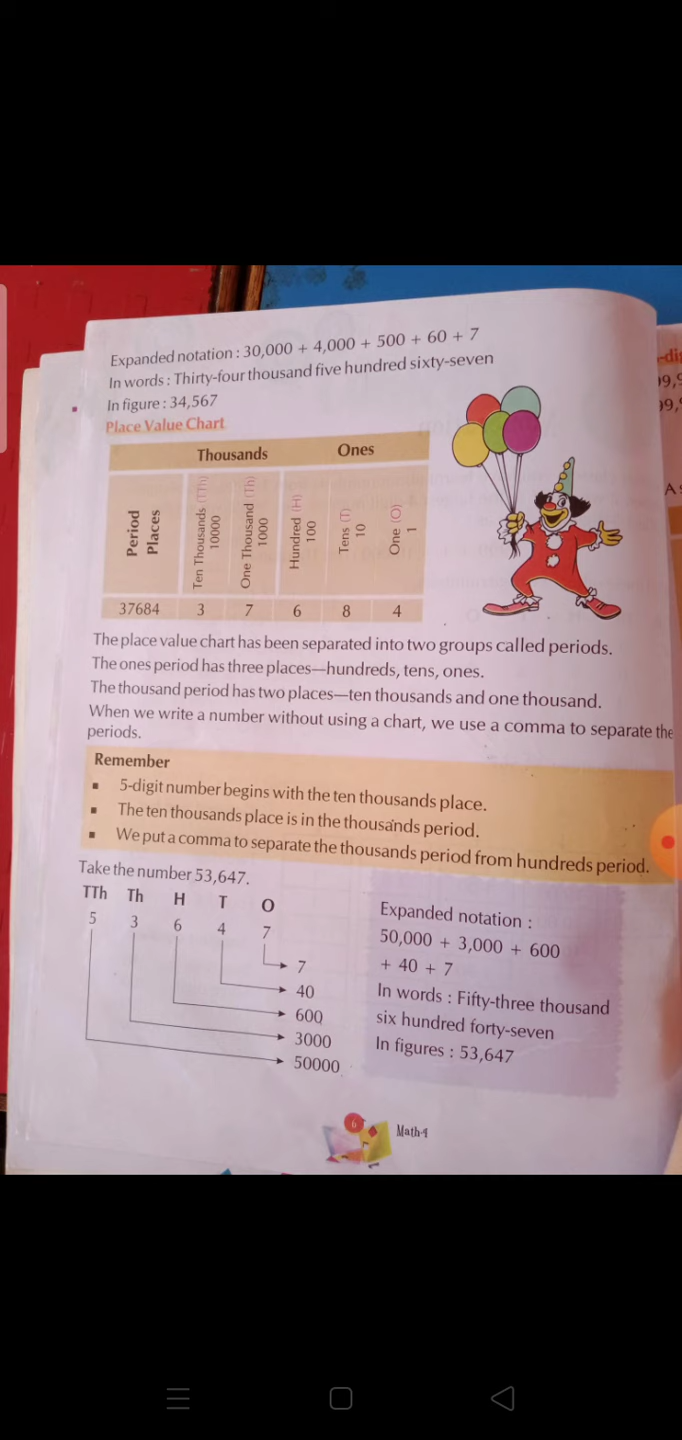 Expanded notation : 30,000 + 4,000 + 500 + 60 + 7
In words : Thirty-four thousand five hundred sixty-seven
In figure : 34,567
Place Value Chart
Thousands Ones
Period
Places
Ten Thousands (TTh)
10000
One Thousand (Th)
1000
Hundred (H)
100
Tens (T)
10
One (O)
1
37684 3 7 6 8 4
The place value chart has been separated into two groups called periods.
The ones period has three places—hundreds, tens, ones.
The thousand period has two places—ten thousands and one thousand.
When we write a number without using a chart, we use a comma to separate the
periods.
Remember
▪ 5-digit number begins with the ten thousands place.
▪ The ten thousands place is in the thousands period.
▪ We put a comma to separate the thousands period from hundreds period.
Take the number 53,647.
TTh Th H T O
5 3 6 4 7
7
40
600
3000
50000
Expanded notation :
50,000 + 3,000 + 600
+ 40 + 7
In words : Fifty-three thousand
six hundred forty-seven
In figures : 53,647
6
Math-4